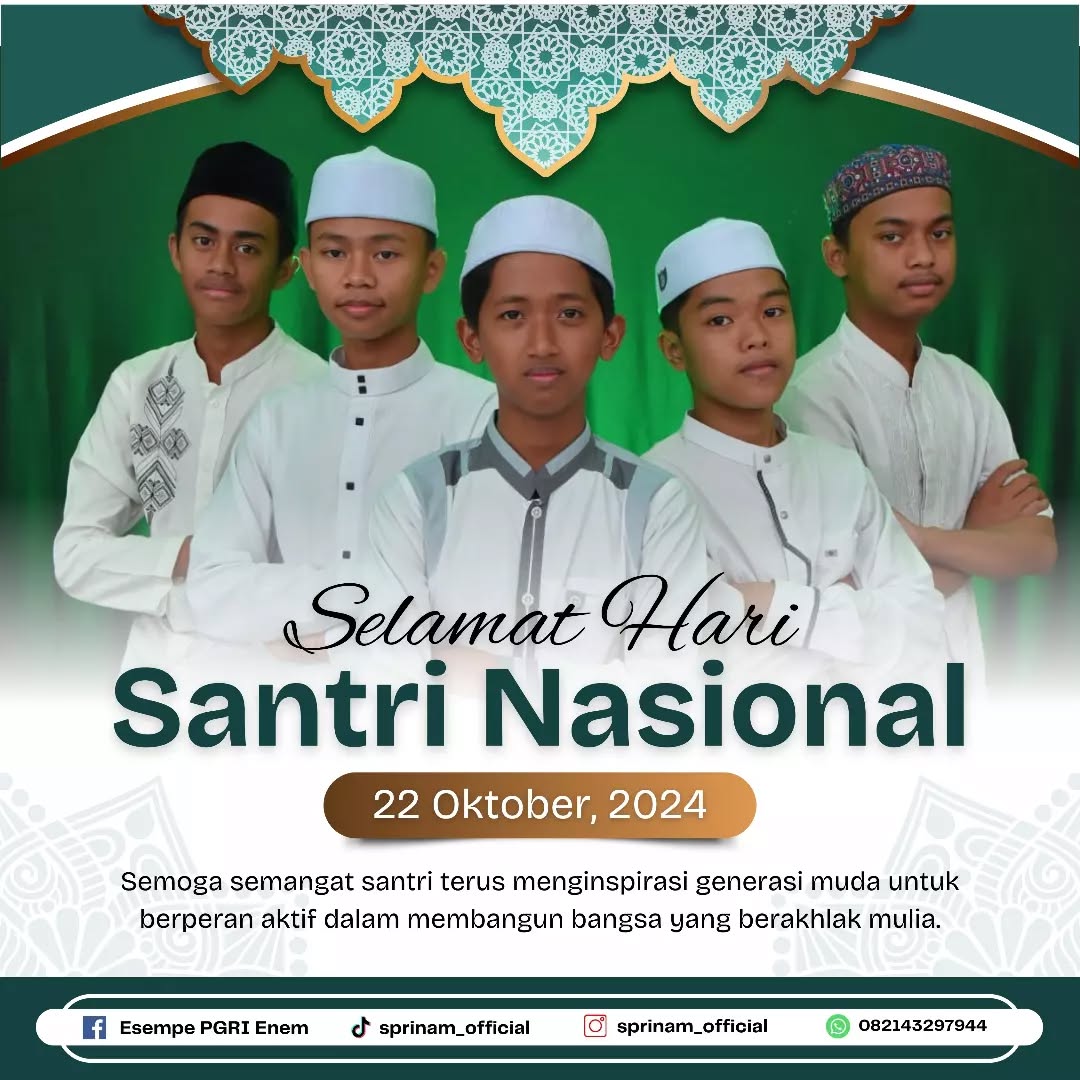 Selamat Hari
Santri Nasional
22 Oktober, 2024
Semoga semangat santri terus menginspirasi generasi muda untuk
berperan aktif dalam membangun bangsa yang berakhlak mulia.
Esempe PGRI Enem sprinam_official sprinam_official 082143297944